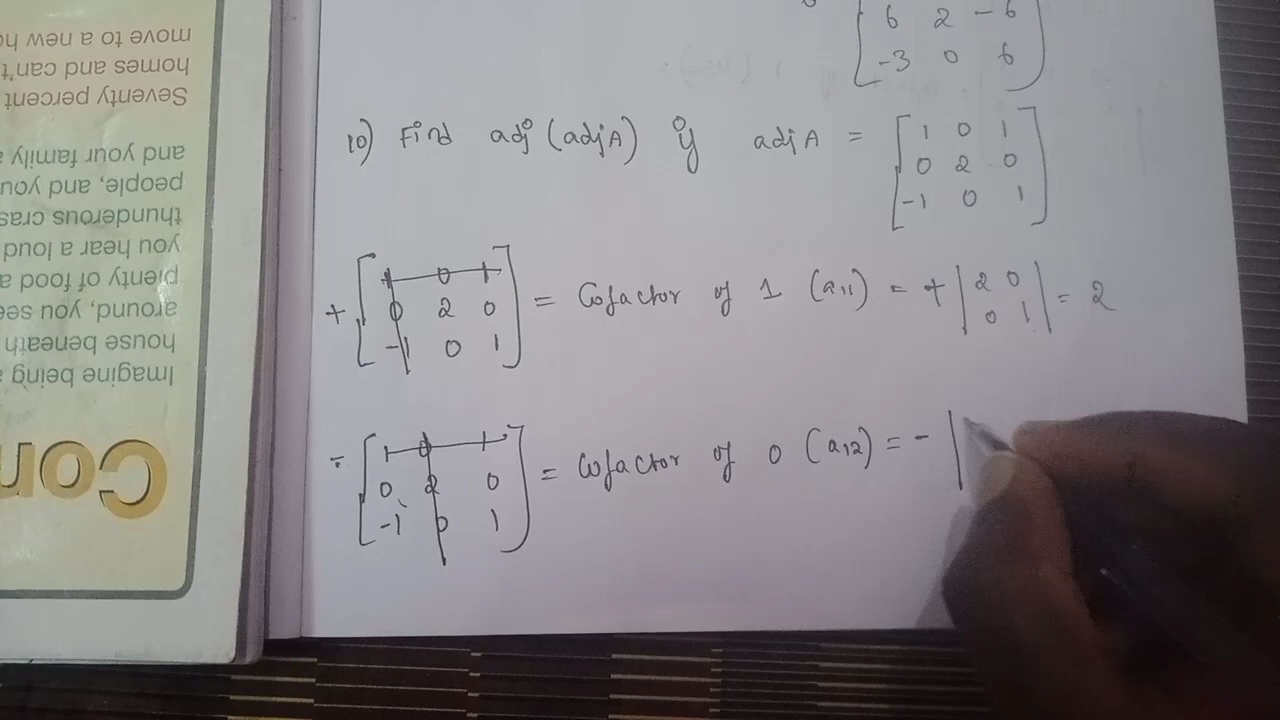 6 2 -6
-3 0 6
10) Find adj (adjA) if adjA = [1 0 1
0 2 0
-1 0 1]
+ [1 0 1
0 2 0
-1 0 1] = Cofactor of 1 (a11) = + |2 0
0 1| = 2
- [1 0 1
0 2 0
-1 0 1] = Cofactor of 0 (a12) = - |
Con
Imagine being
house beneath
around, you see
plenty of food
you hear a loud
thunderous cras
people, and you
and your family
Seventy percent
homes and can't
move to a new ho